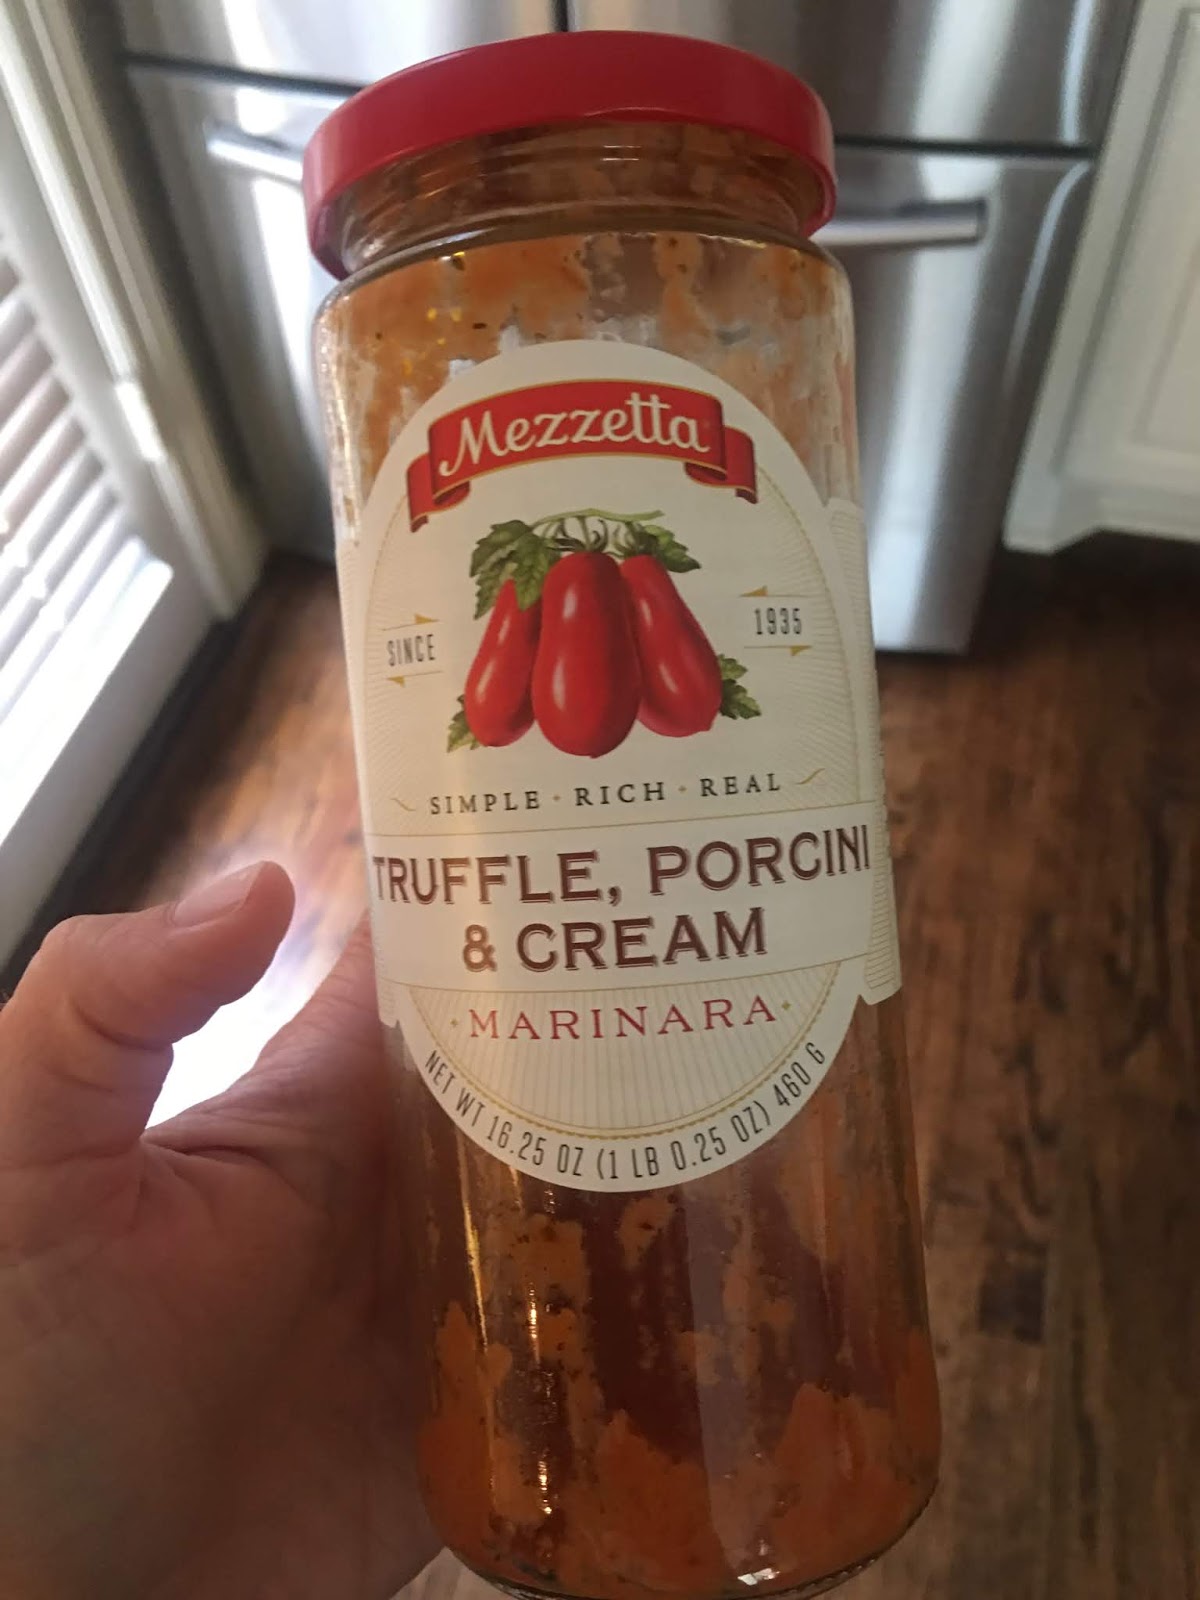 Mezzetta
SINCE 1935
SIMPLE · RICH · REAL
TRUFFLE, PORCINI
& CREAM
· MARINARA ·
NET WT 16.25 OZ (1 LB 0.25 OZ) 460 G